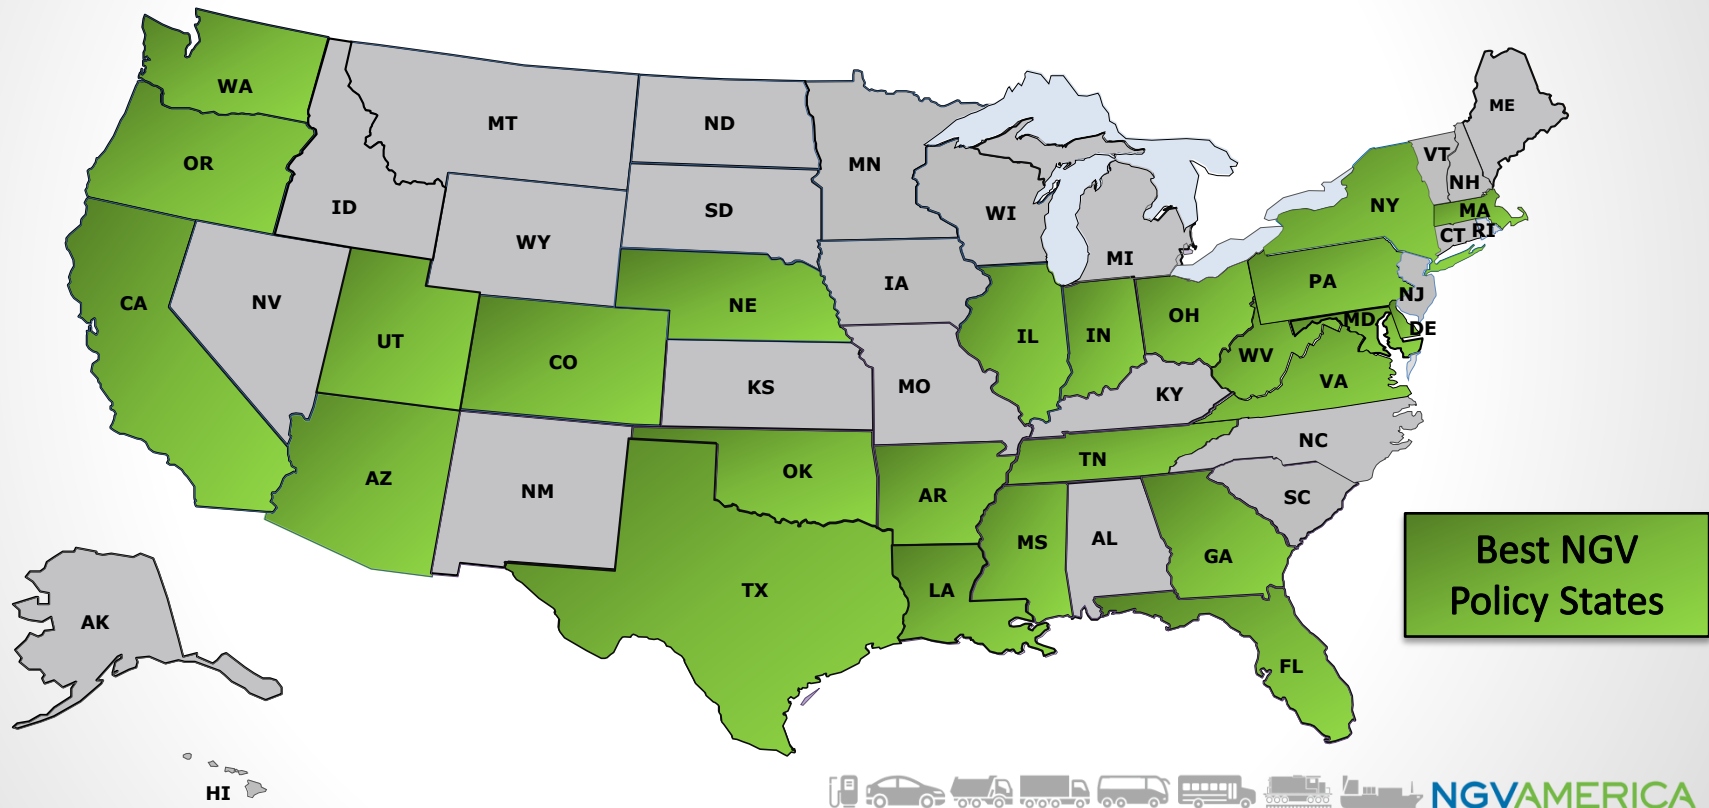 WA
OR
CA
ID
NV
MT
WY
UT
AZ
CO
NM
ND
SD
NE
KS
OK
TX
MN
IA
MO
AR
LA
WI
IL
MI
IN
OH
KY
TN
MS
AL
GA
FL
SC
NC
VA
WV
MD
DE
PA
NJ
NY
CT
RI
MA
VT
NH
ME
AK
HI
Best NGV
Policy States
NGVAMERICA